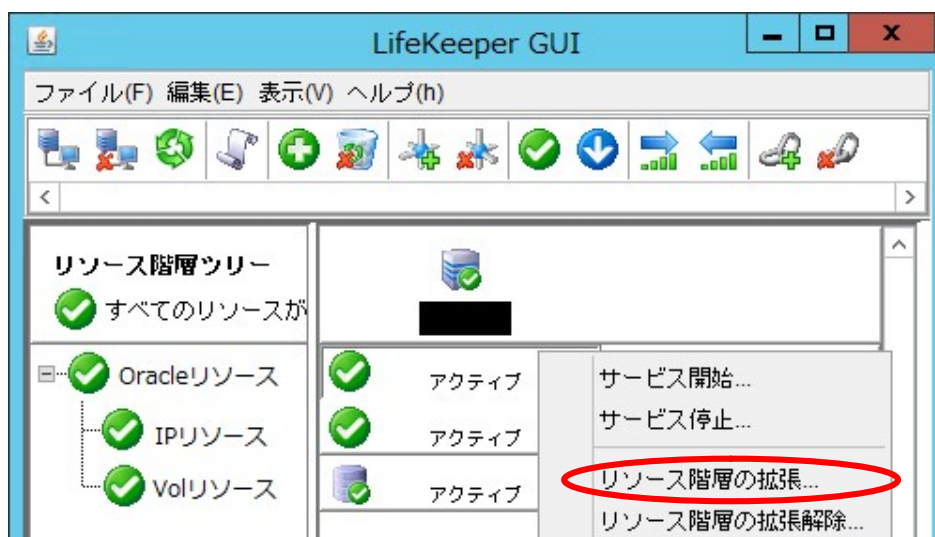 LifeKeeper GUI
ファイル(F) 編集(E) 表示(V) ヘルプ(h)
リソース階層ツリー
すべてのリソースが
Oracleリソース
アクティブ
サービス開始...
サービス停止...
IPリソース
アクティブ
リソース階層の拡張...
Volリソース
アクティブ
リソース階層の拡張解除...